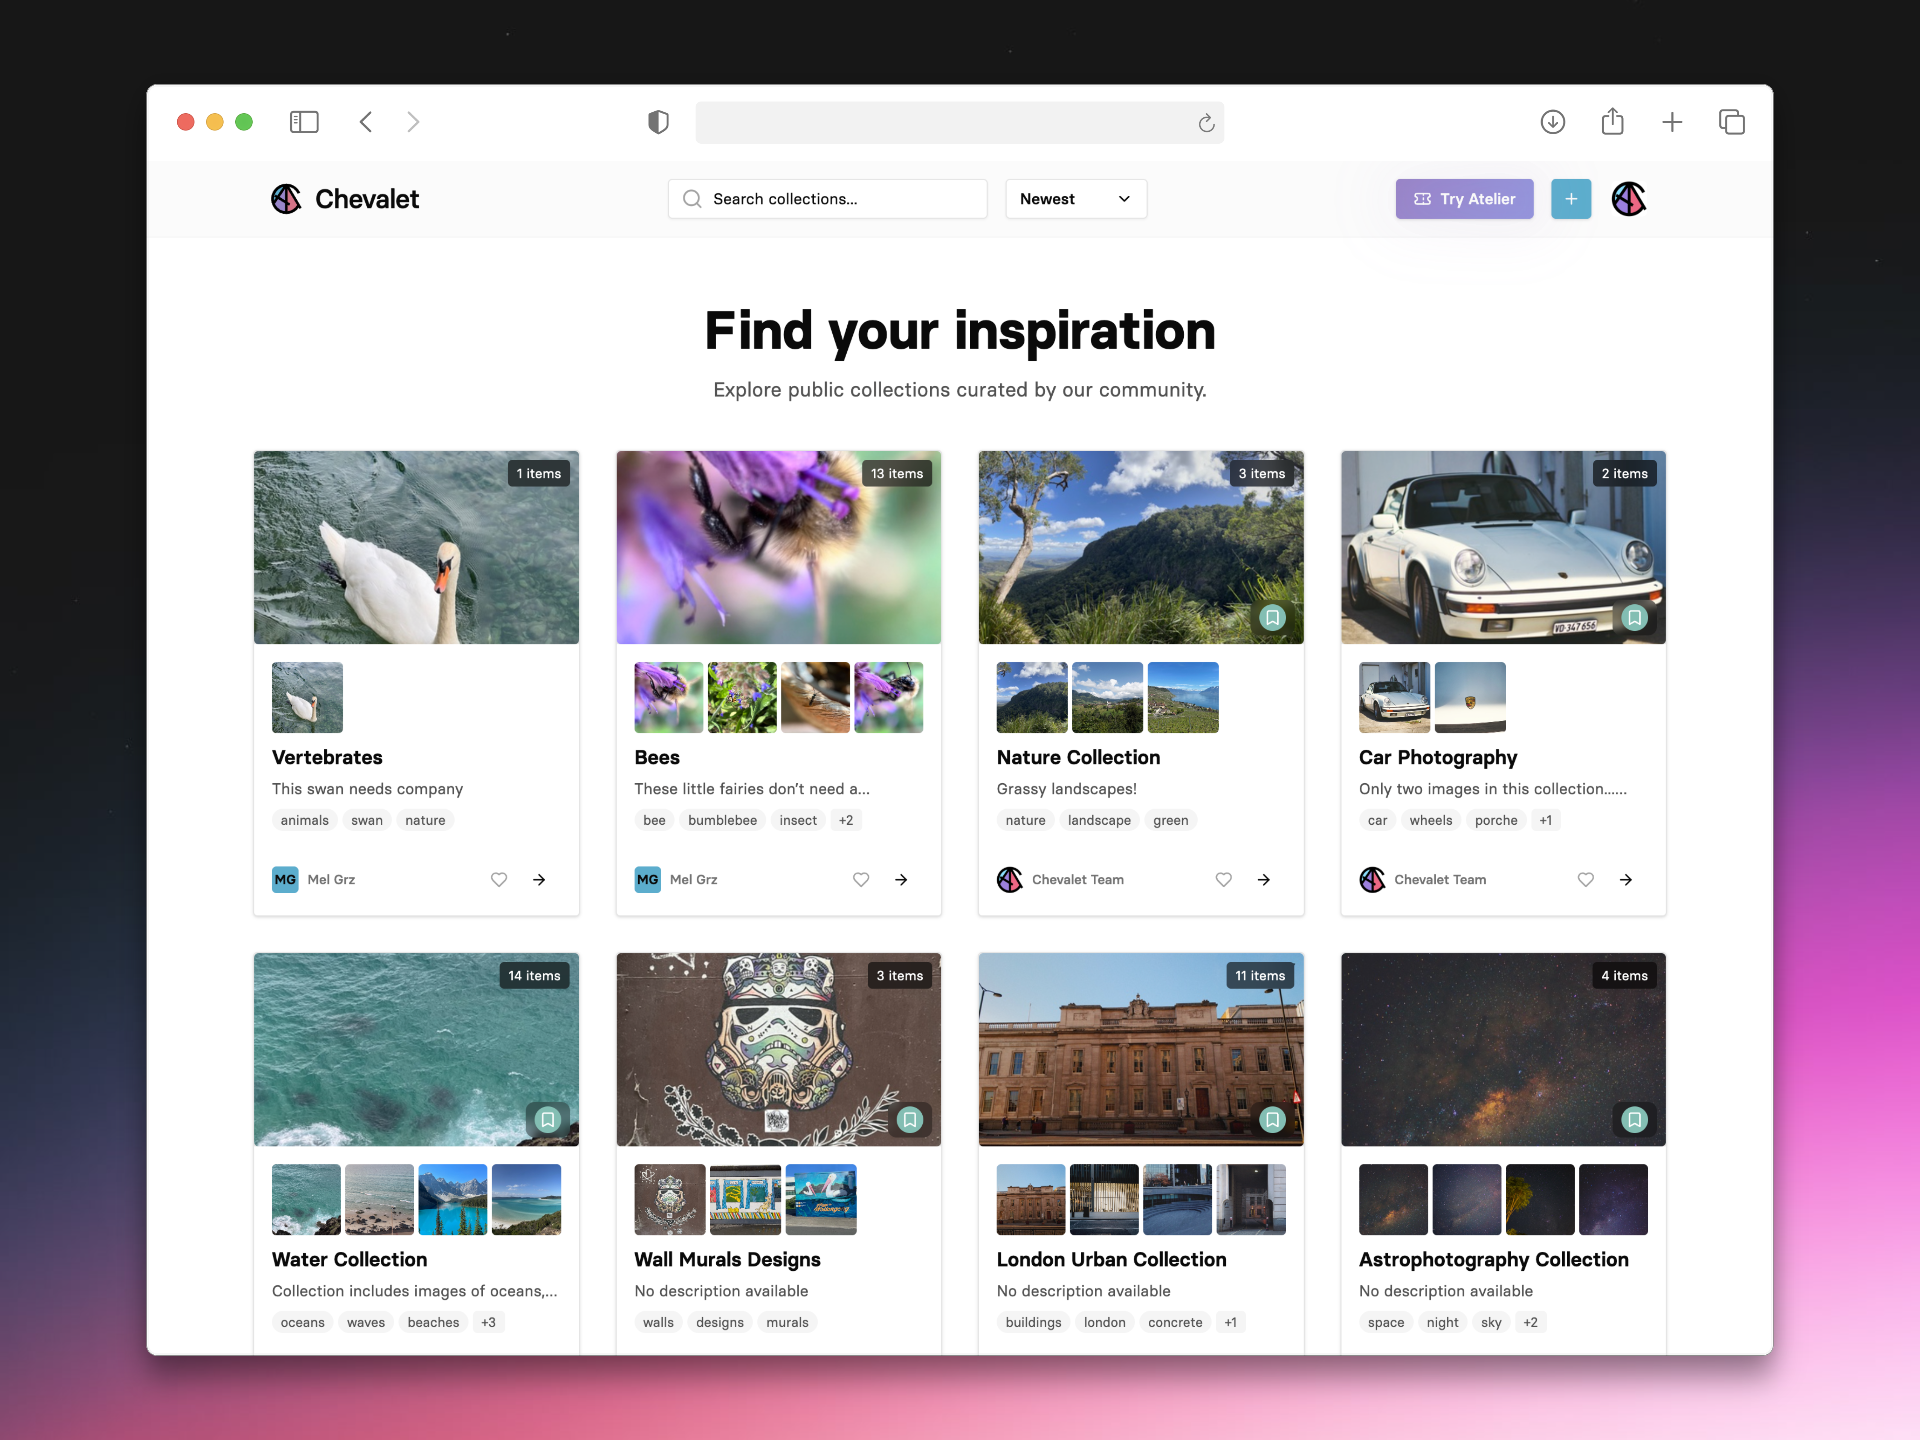 Chevalet
Search collections...
Newest
Try Atelier
Find your inspiration
Explore public collections curated by our community.
1 items
13 items
3 items
2 items
VD·347656
Vertebrates
This swan needs company
animals swan nature
MG Mel Grz
Bees
These little fairies don't need a...
bee bumblebee insect +2
MG Mel Grz
Nature Collection
Grassy landscapes!
nature landscape green
Chevalet Team
Car Photography
Only two images in this collection......
car wheels porche +1
Chevalet Team
14 items
3 items
11 items
4 items
Water Collection
Collection includes images of oceans,...
oceans waves beaches +3
Wall Murals Designs
No description available
walls designs murals
London Urban Collection
No description available
buildings london concrete +1
Astrophotography Collection
No description available
space night sky +2